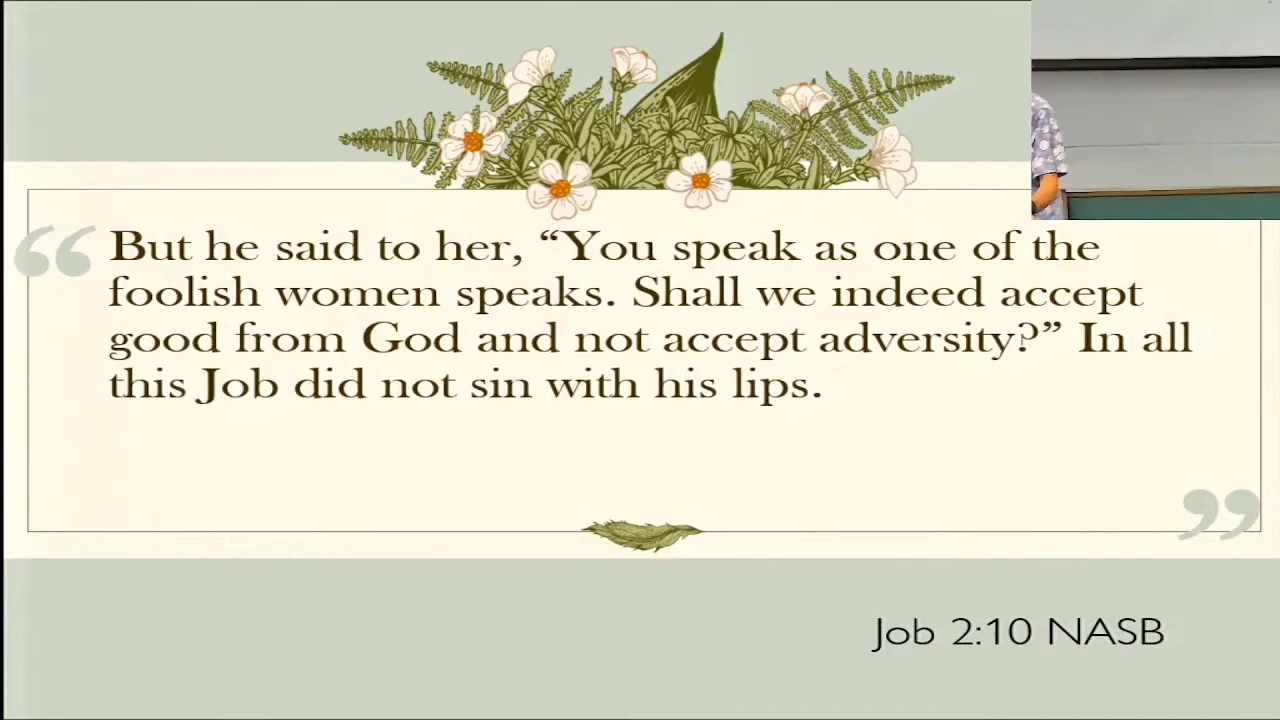 But he said to her, “You speak as one of the
foolish women speaks. Shall we indeed accept
good from God and not accept adversity?” In all
this Job did not sin with his lips.
Job 2:10 NASB